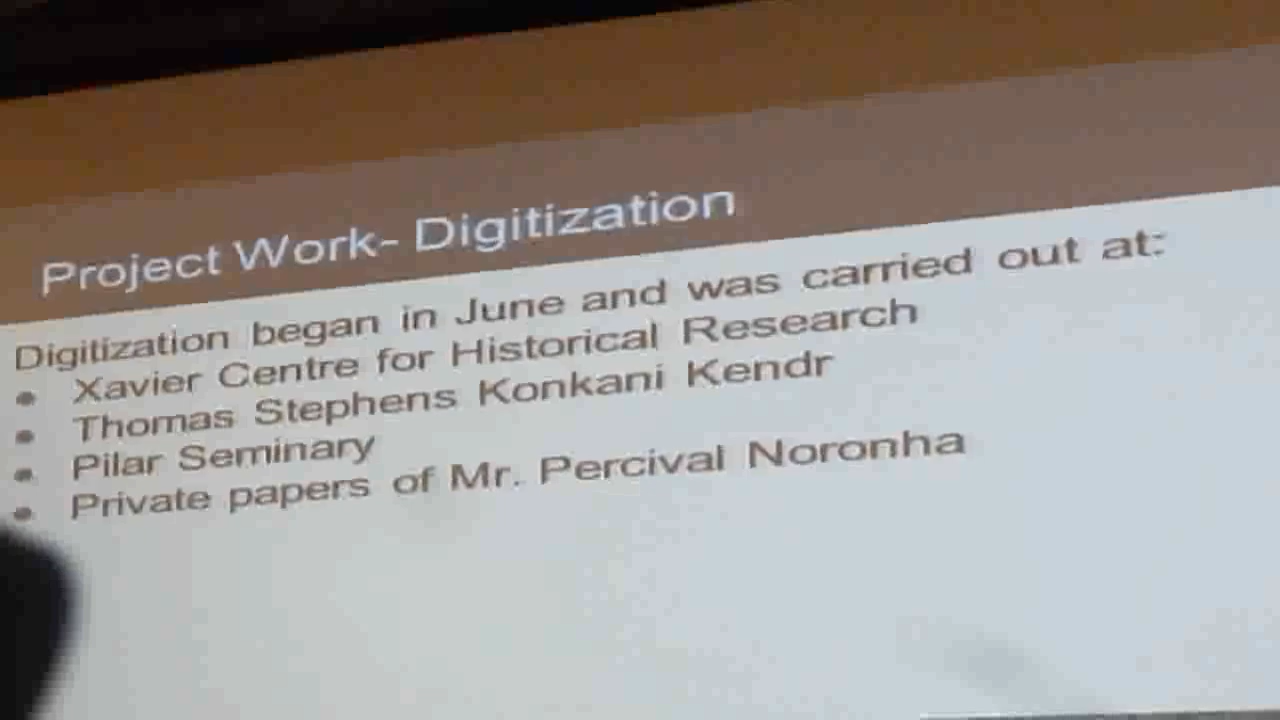 Project Work- Digitization
Digitization began in June and was carried out at:
• Xavier Centre for Historical Research
• Thomas Stephens Konkani Kendr
• Pilar Seminary
• Private papers of Mr. Percival Noronha